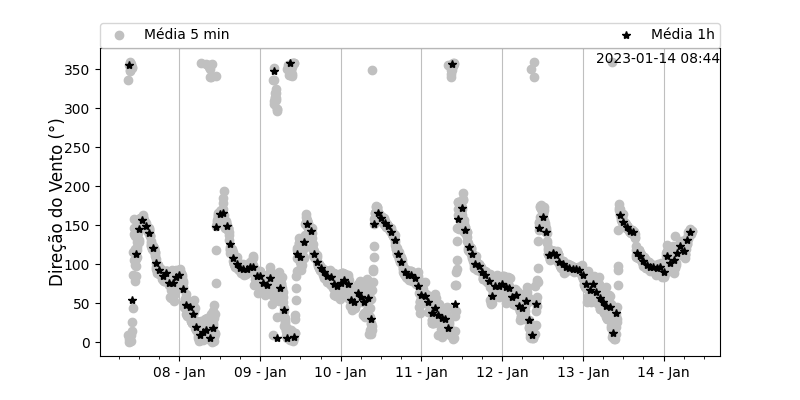 Média 5 min
Média 1h
2023-01-14 08:44
Direção do Vento (°)
350
300
250
200
150
100
50
0
08 - Jan
09 - Jan
10 - Jan
11 - Jan
12 - Jan
13 - Jan
14 - Jan